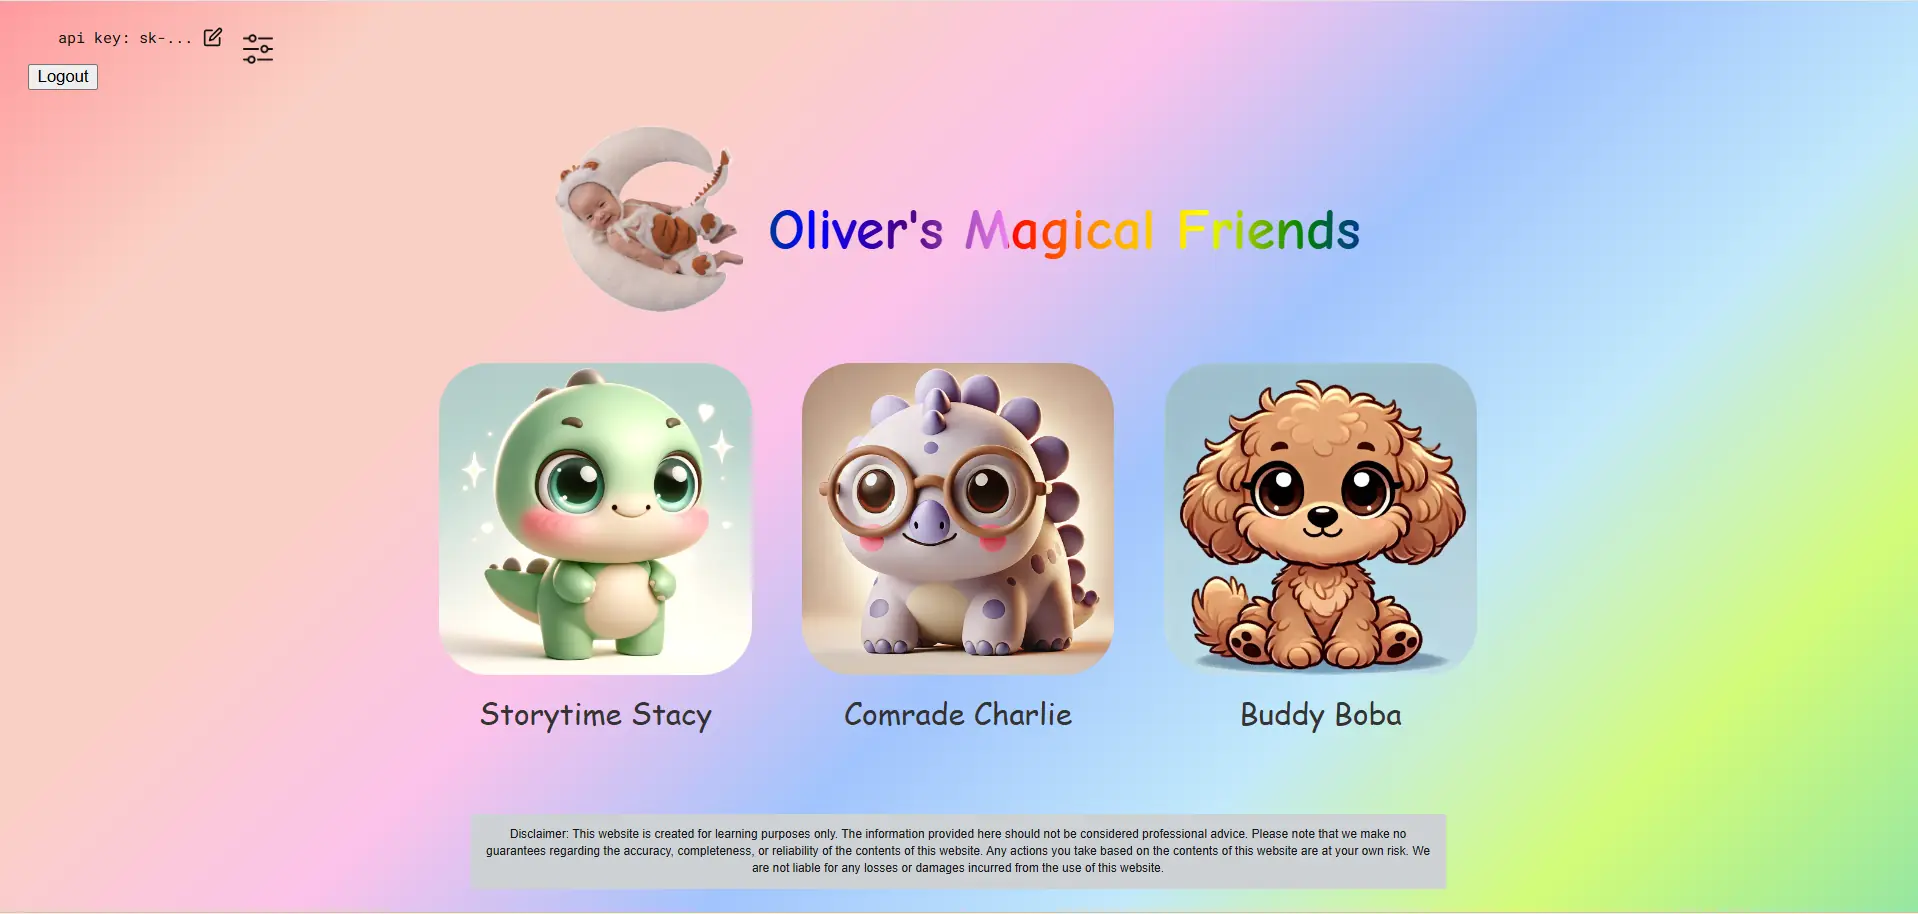 api key: sk-...
Logout
Oliver's Magical Friends
Storytime Stacy
Comrade Charlie
Buddy Boba
Disclaimer: This website is created for learning purposes only. The information provided here should not be considered professional advice. Please note that we make no
guarantees regarding the accuracy, completeness, or reliability of the contents of this website. Any actions you take based on the contents of this website are at your own risk. We
are not liable for any losses or damages incurred from the use of this website.